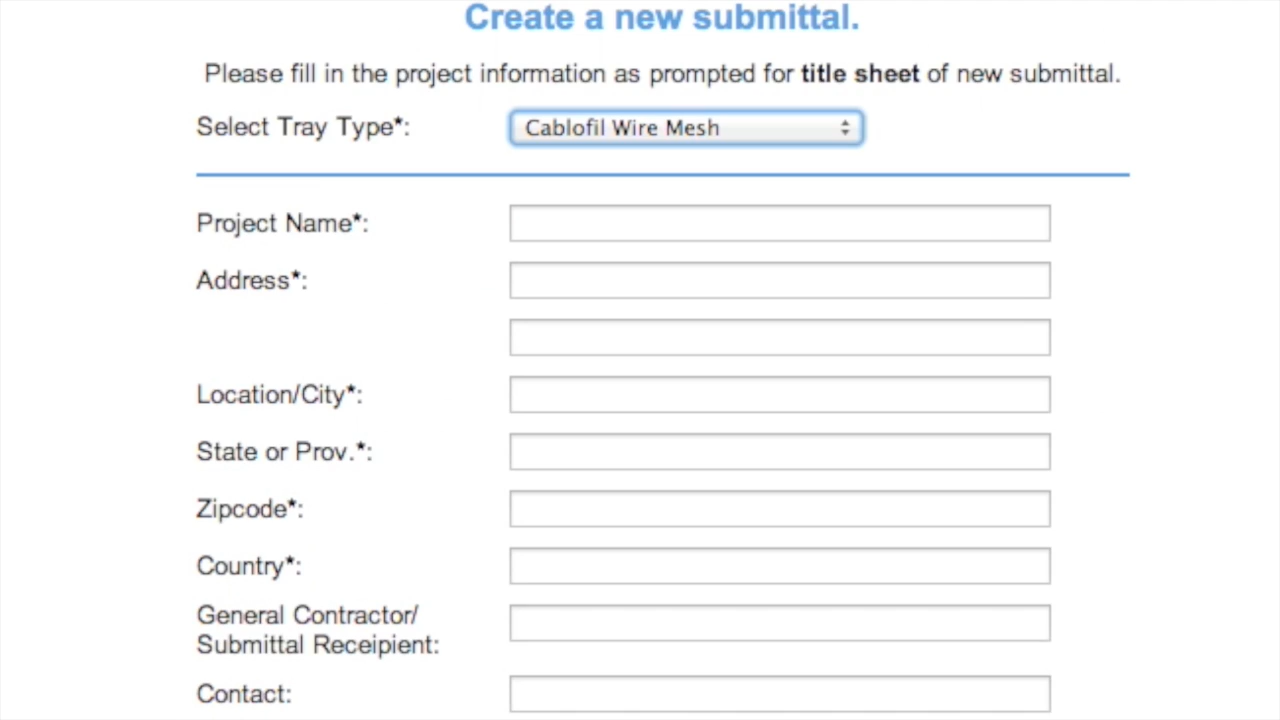 Create a new submittal.
Please fill in the project information as prompted for title sheet of new submittal.
Select Tray Type*: Cablofil Wire Mesh
Project Name*:
Address*:
Location/City*:
State or Prov.*:
Zipcode*:
Country*:
General Contractor/
Submittal Receipient:
Contact: